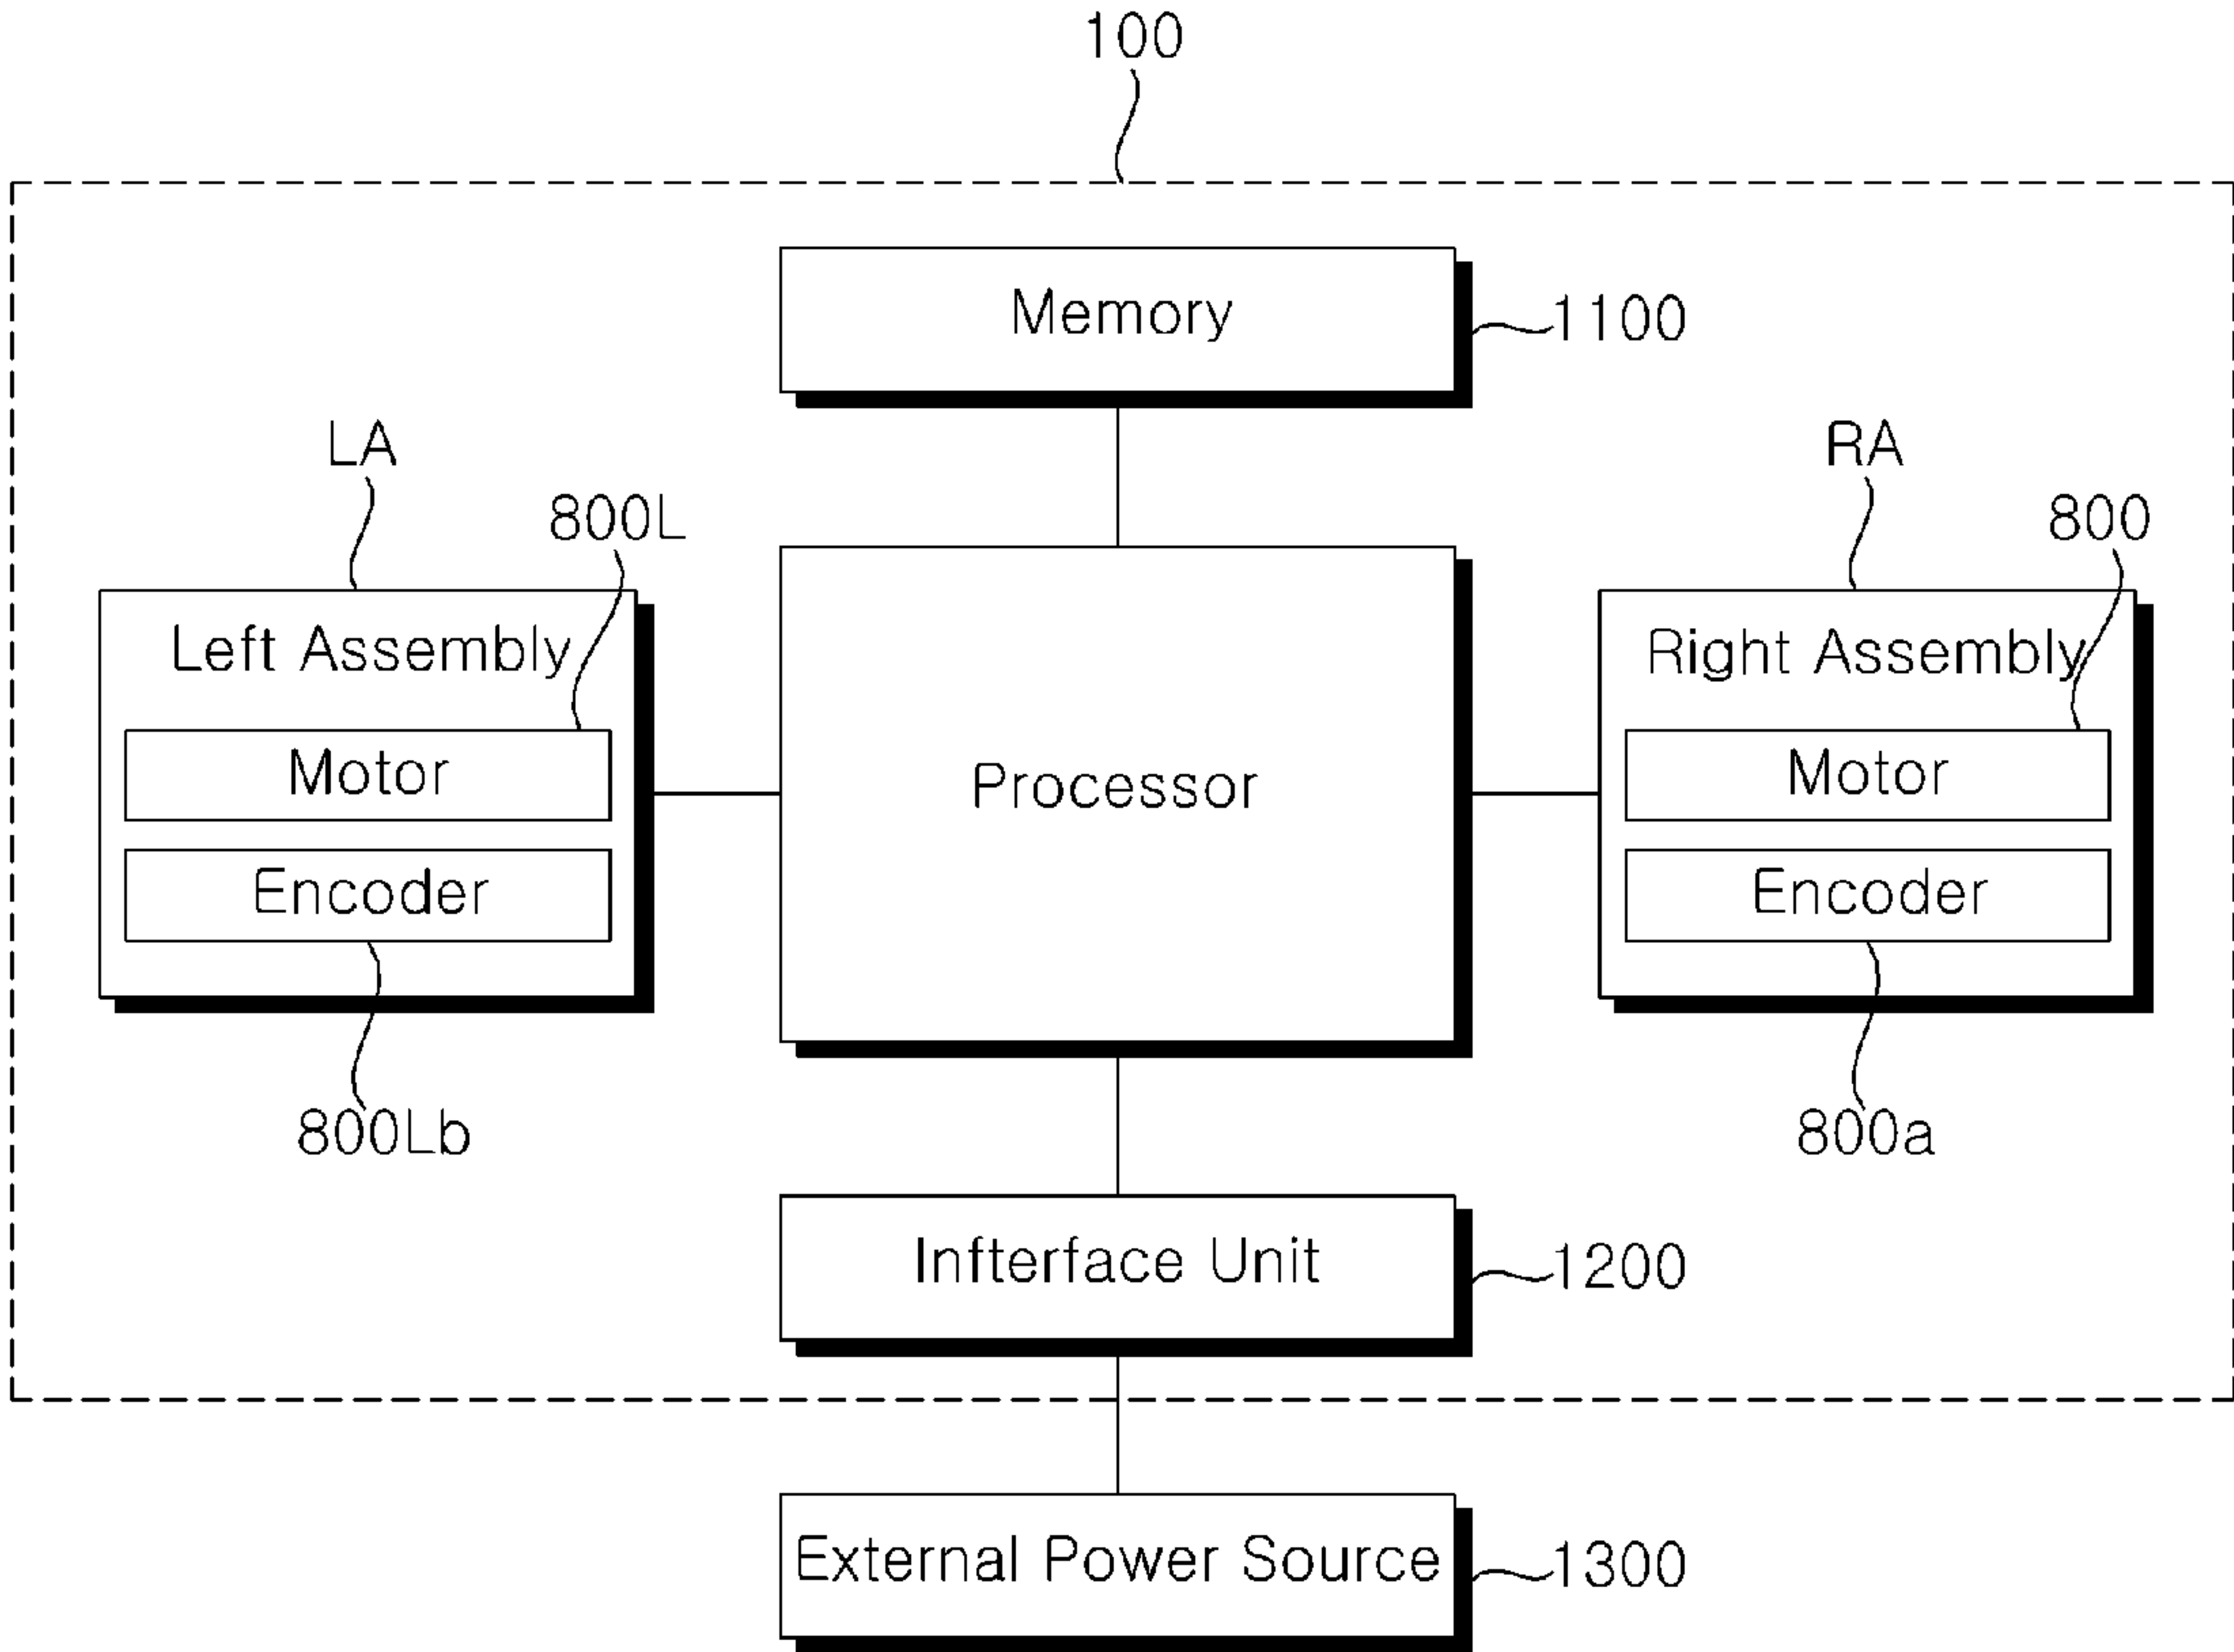 100
Memory
1100
LA
RA
800L
800
Left Assembly
Right Assembly
Motor
Processor
Motor
Encoder
Encoder
800Lb
800a
Infterface Unit
1200
External Power Source
1300